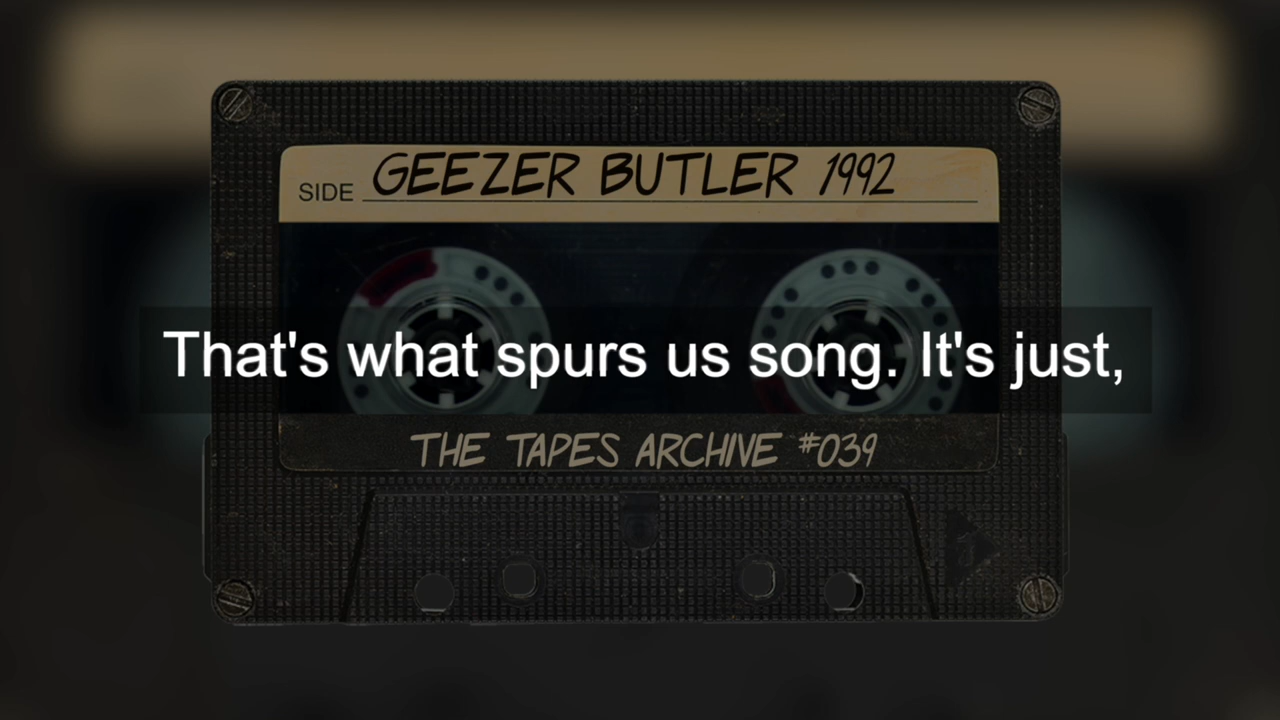 GEEZER BUTLER 1992
SIDE
That's what spurs us song. It's just,
THE TAPES ARCHIVE #039